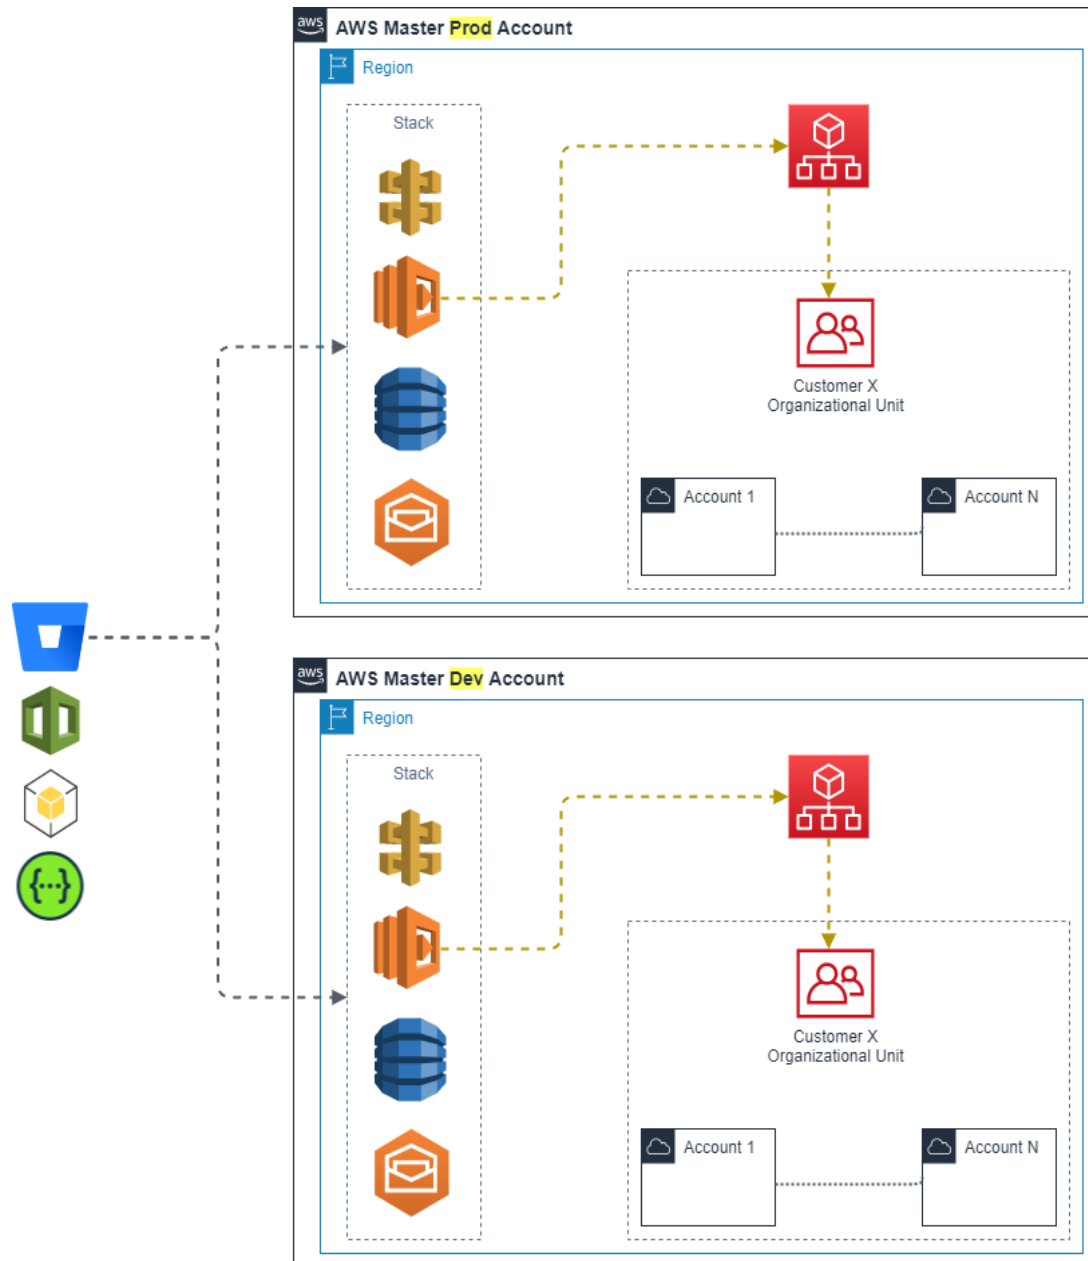 aws
AWS Master Prod Account
Region
Stack
Customer X
Organizational Unit
Account 1
Account N
aws
AWS Master Dev Account
Region
Stack
Customer X
Organizational Unit
Account 1
Account N